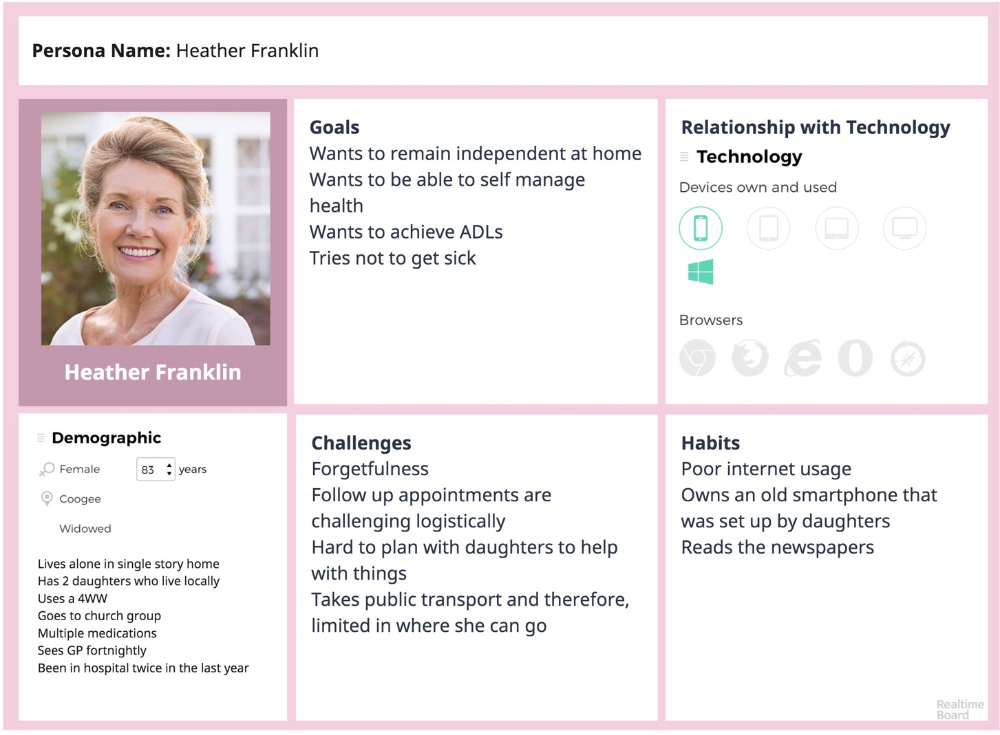 Persona Name: Heather Franklin
Heather Franklin
Goals
Wants to remain independent at home
Wants to be able to self manage
health
Wants to achieve ADLs
Tries not to get sick
Relationship with Technology
Technology
Devices own and used
Browsers
Demographic
Female 83 years
Coogee
Widowed
Lives alone in single story home
Has 2 daughters who live locally
Uses a 4WW
Goes to church group
Multiple medications
Sees GP fortnightly
Been in hospital twice in the last year
Challenges
Forgetfulness
Follow up appointments are
challenging logistically
Hard to plan with daughters to help
with things
Takes public transport and therefore,
limited in where she can go
Habits
Poor internet usage
Owns an old smartphone that
was set up by daughters
Reads the newspapers
Realtime
Board